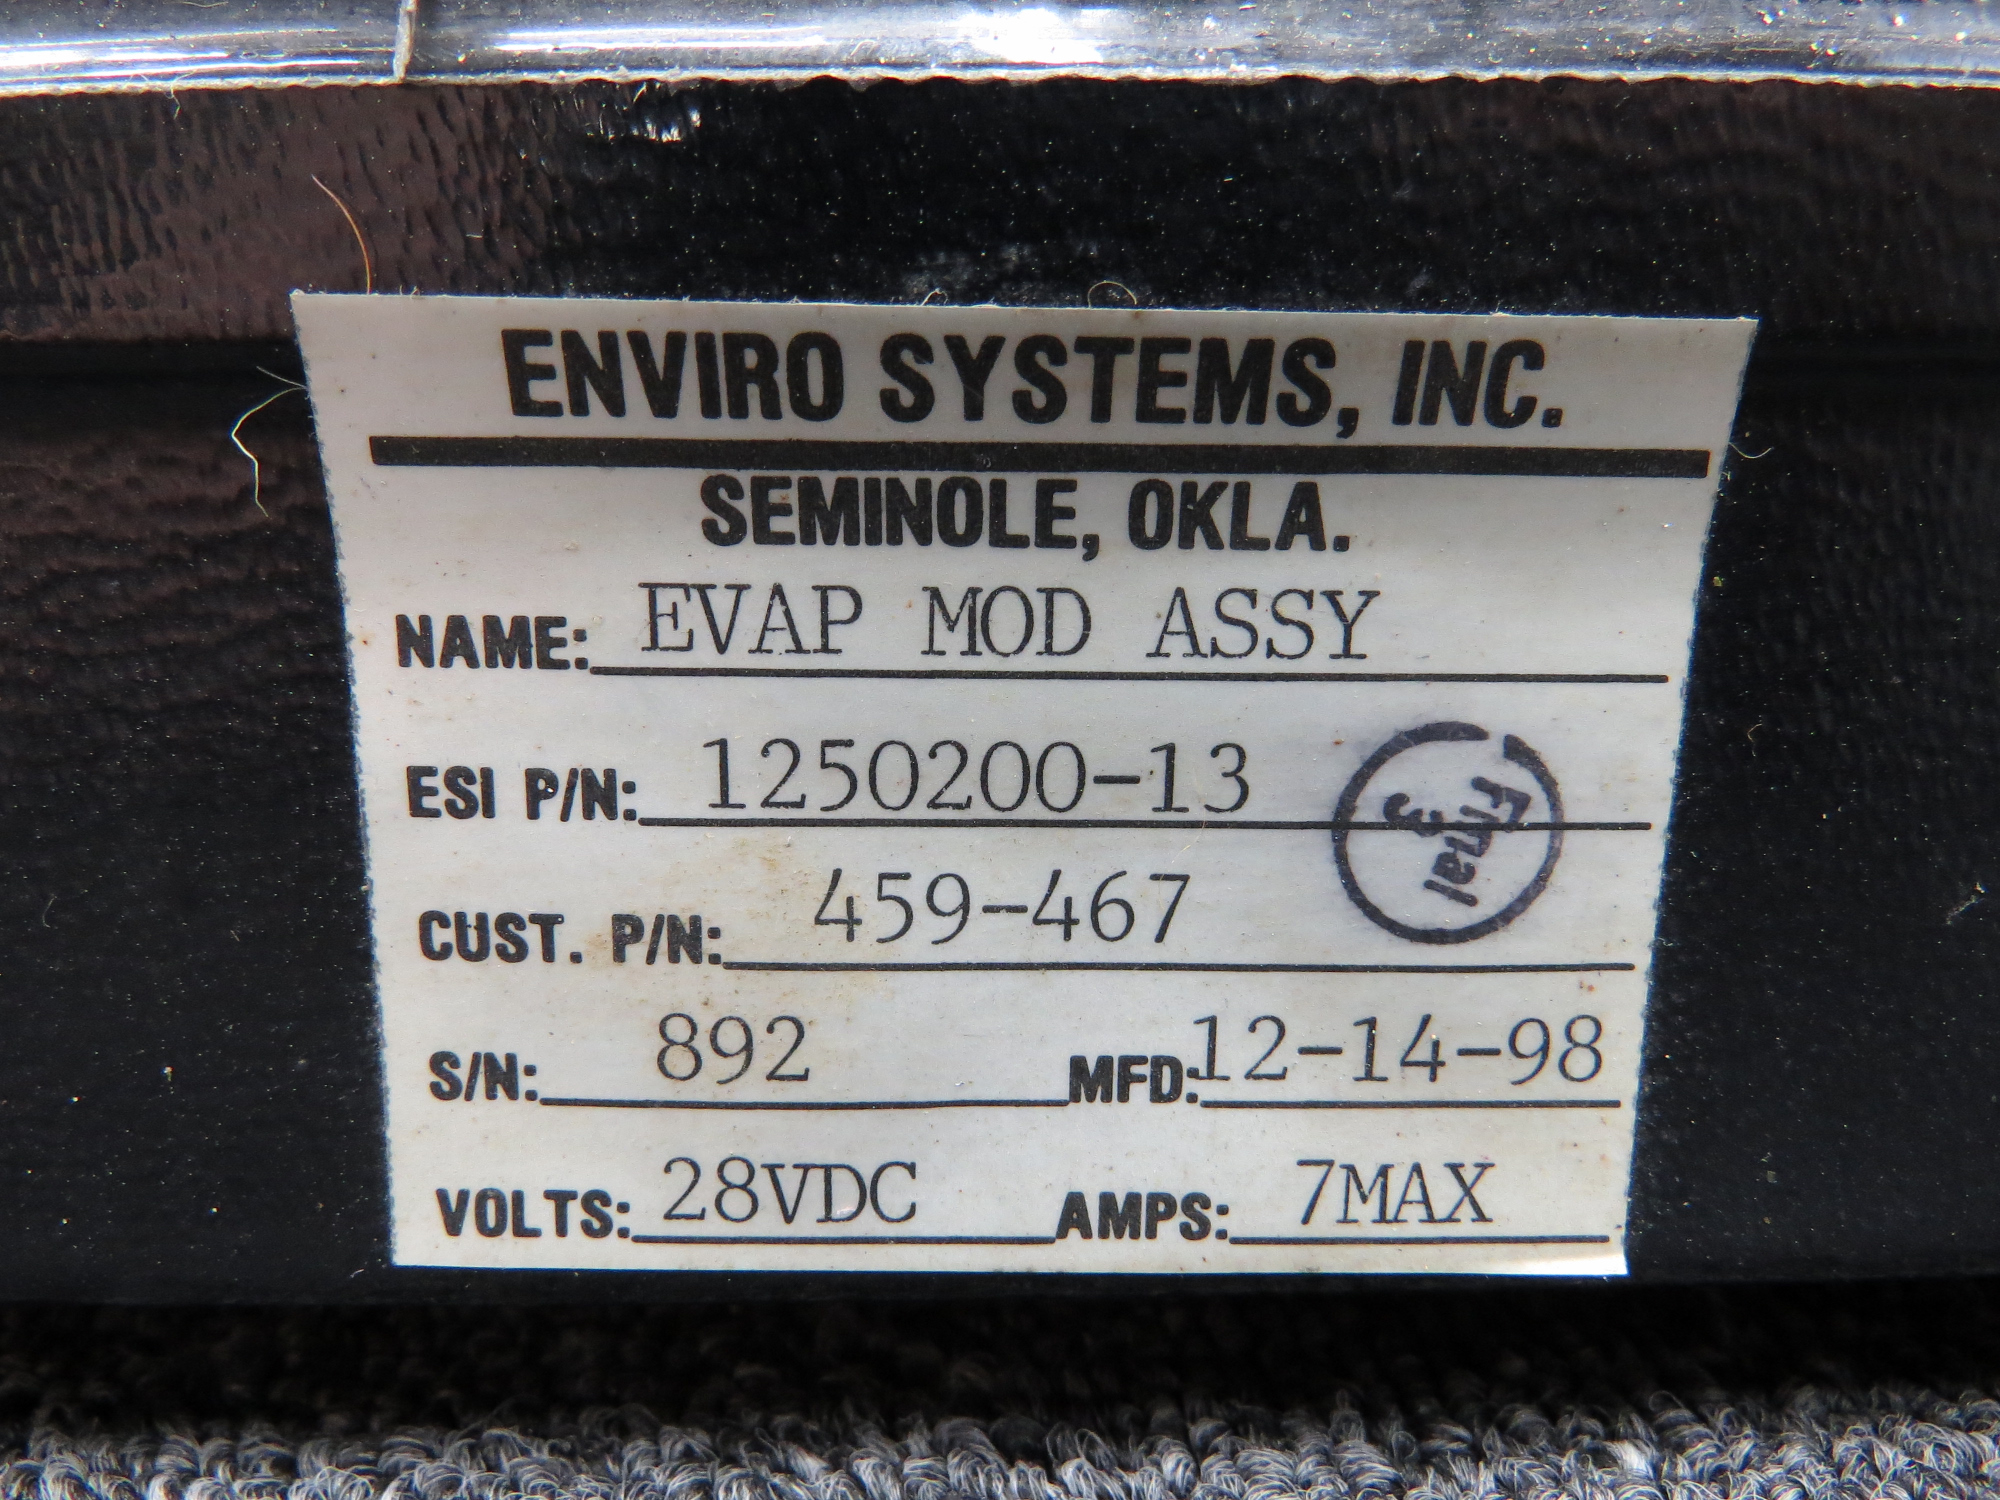 ENVIRO SYSTEMS, INC.
SEMINOLE, OKLA.
NAME: EVAP MOD ASSY
ESI P/N: 1250200-13
Final
3
CUST. P/N: 459-467
S/N: 892 MFD: 12-14-98
VOLTS: 28VDC AMPS: 7MAX